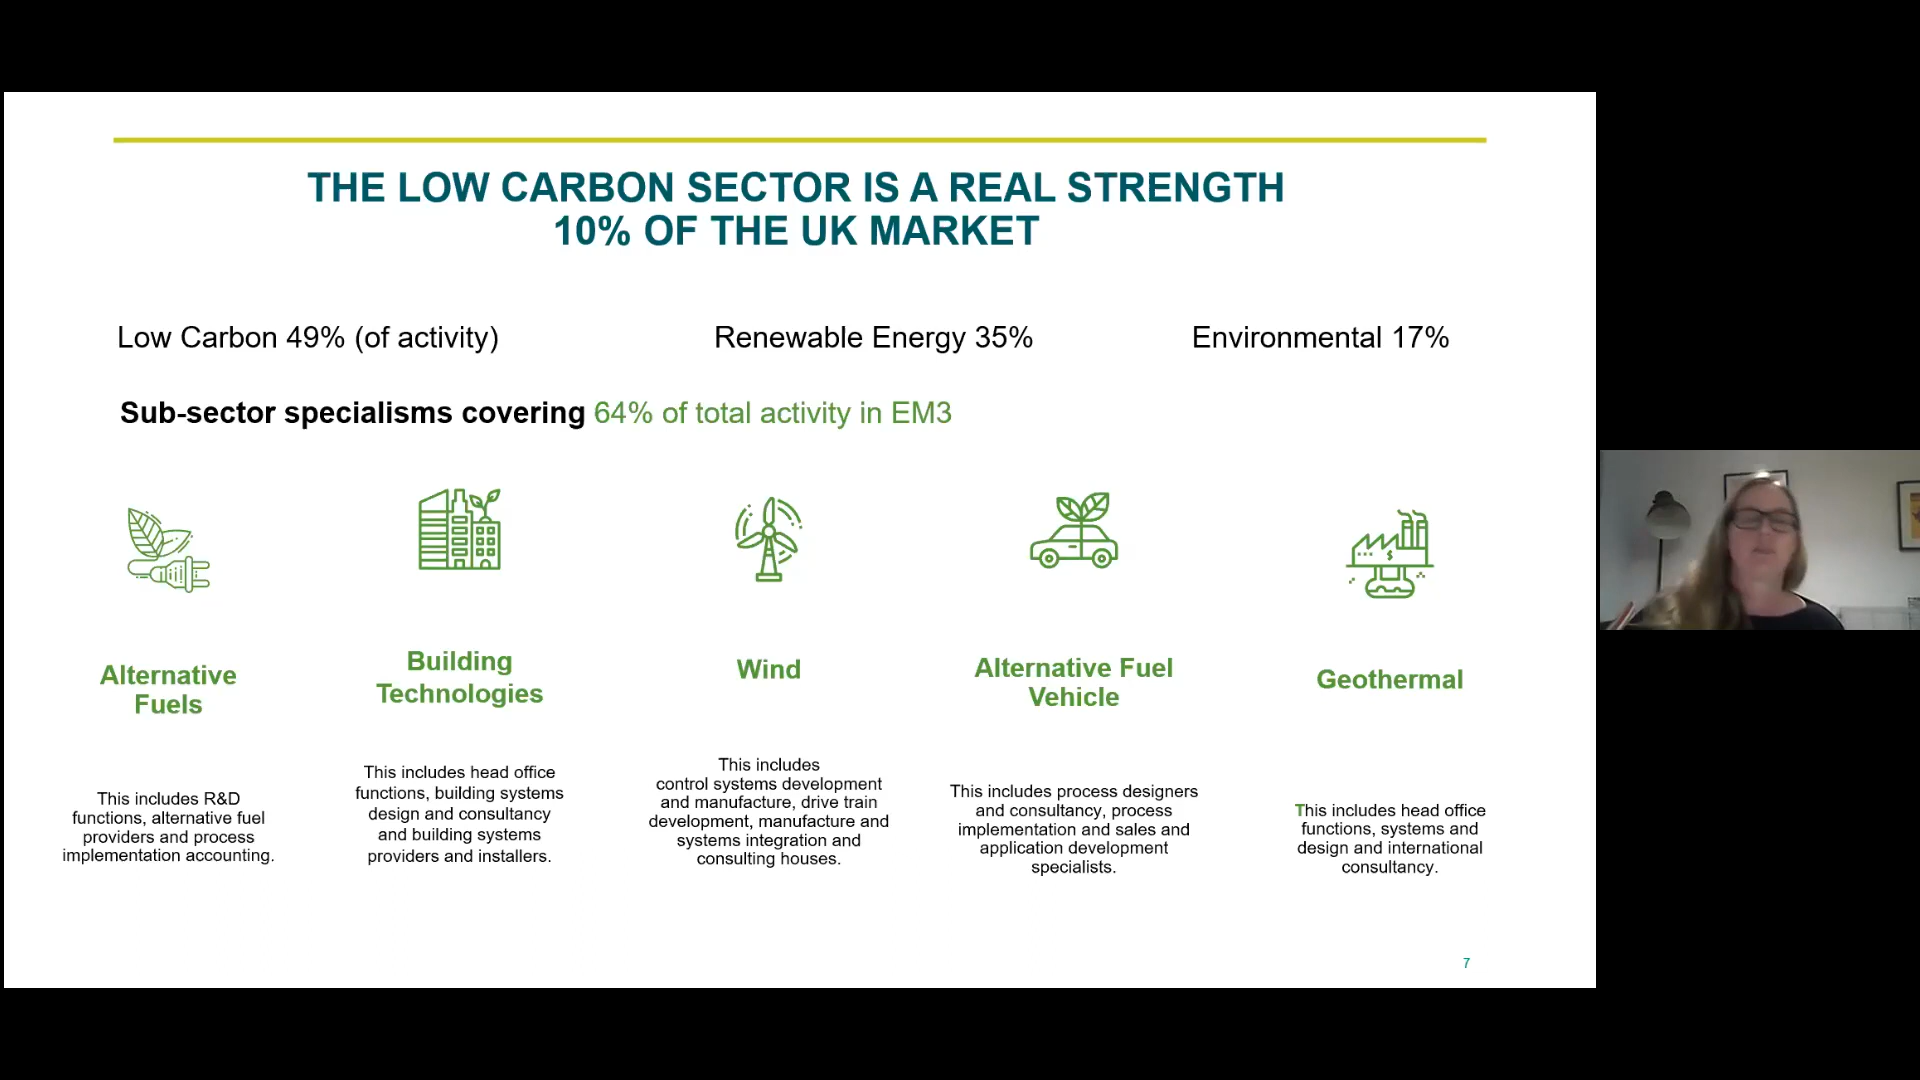 THE LOW CARBON SECTOR IS A REAL STRENGTH
10% OF THE UK MARKET
Low Carbon 49% (of activity)
Renewable Energy 35%
Environmental 17%
Sub-sector specialisms covering 64% of total activity in EM3
Alternative
Fuels
This includes R&D
functions, alternative fuel
providers and process
implementation accounting.
Building
Technologies
This includes head office
functions, building systems
design and consultancy
and building systems
providers and installers.
Wind
This includes
control systems development
and manufacture, drive train
development, manufacture and
systems integration and
consulting houses.
Alternative Fuel
Vehicle
This includes process designers
and consultancy, process
implementation and sales and
application development
specialists.
Geothermal
This includes head office
functions, systems and
design and international
consultancy.
7